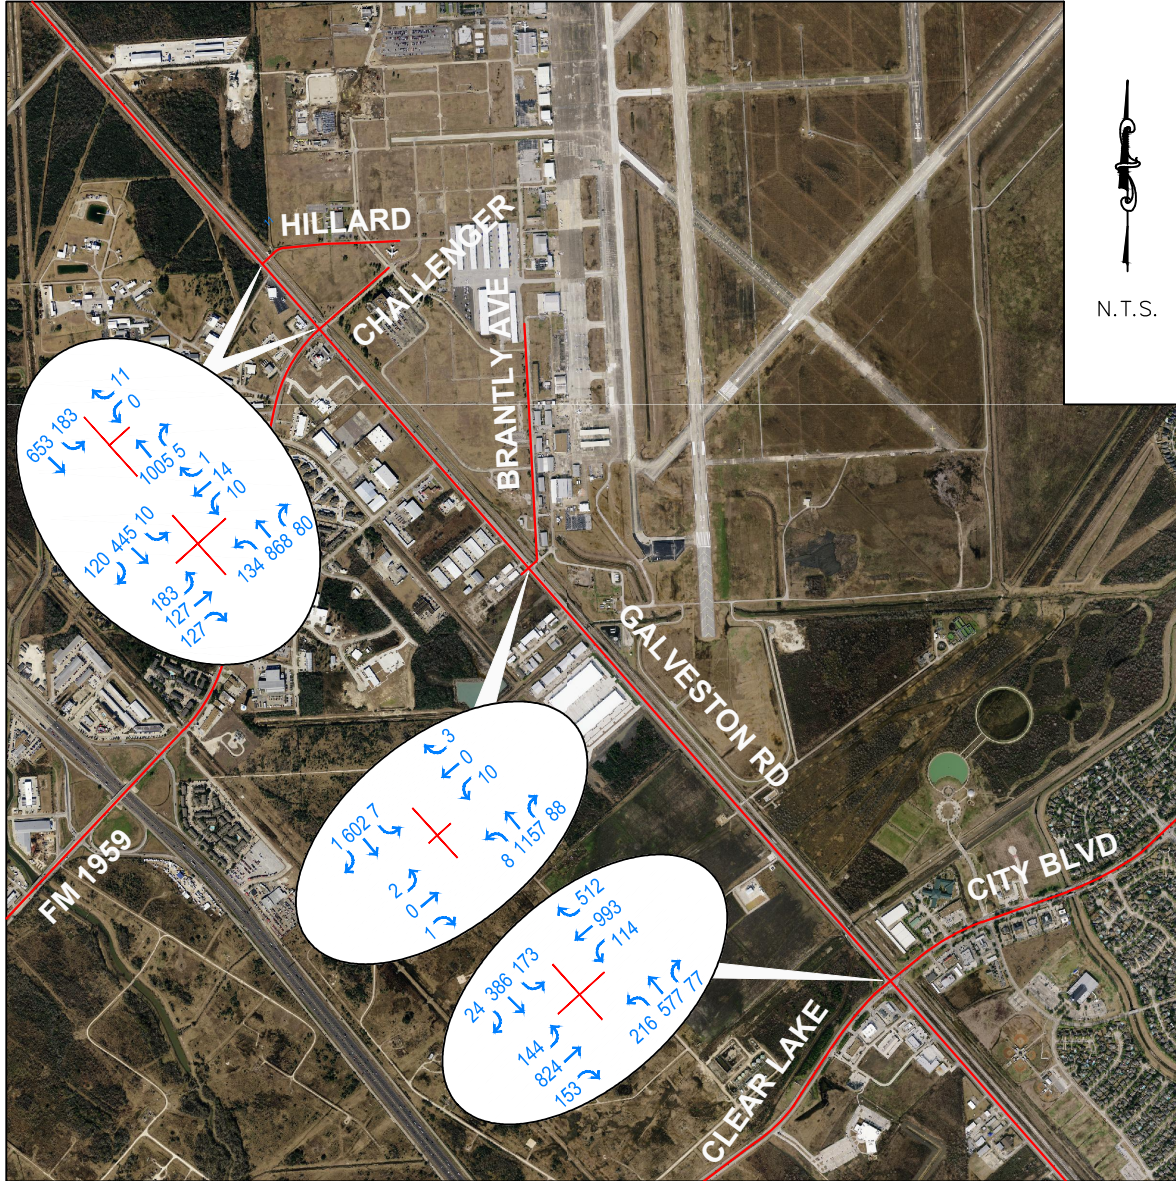 N.T.S.
HILLARD
CHALLENGER
BRANTLY AVE
GALVESTON RD
CITY BLVD
CLEAR LAKE
FM 1959
11
0
653 183
1005 5
1
14
10
120 445 10
134 868 80
183
127
127
3
0
10
1 602 7
8 1157 88
2
0
1
512
993
114
24 386 173
216 577 77
144
824
153